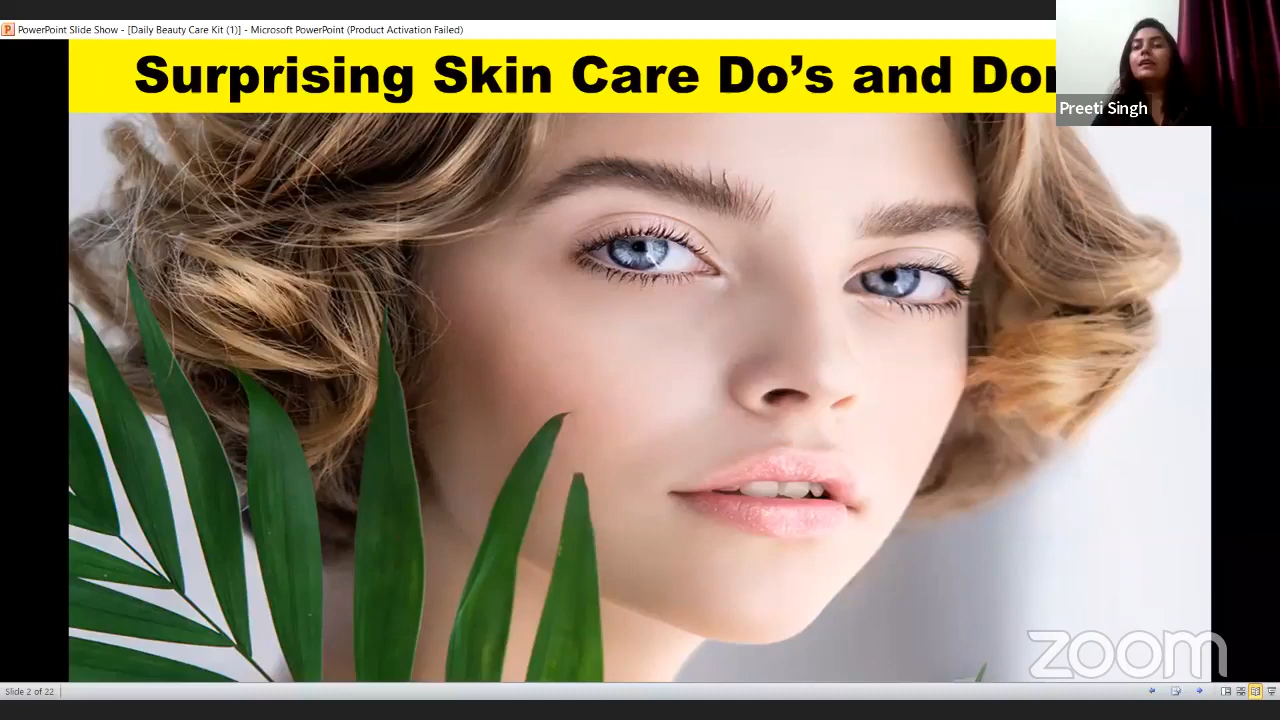 PowerPoint Slide Show - [Daily Beauty Care Kit (1)] - Microsoft PowerPoint (Product Activation Failed)
Surprising Skin Care Do’s and Don
Preeti Singh
zoom
Slide 2 of 22